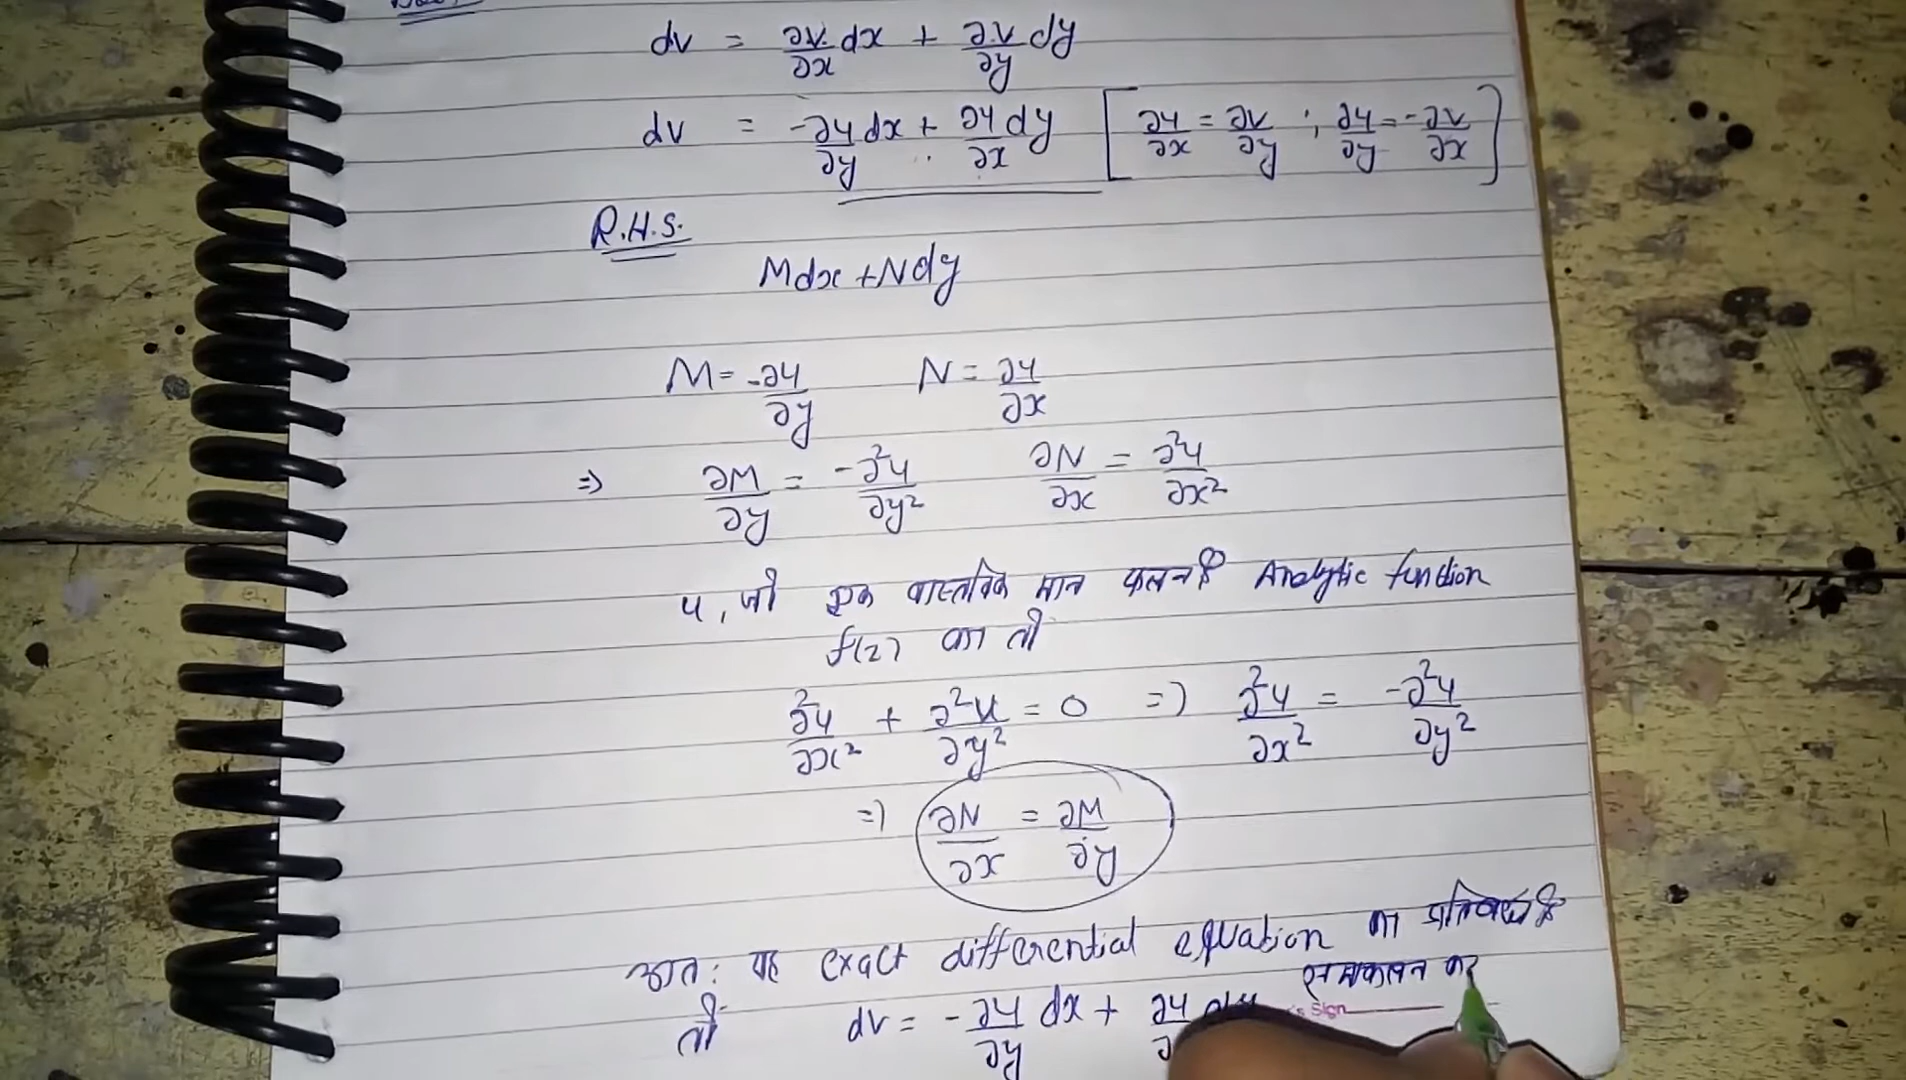 dv = ∂v/∂x dx + ∂v/∂y dy
dv = -∂u/∂y dx + ∂u/∂x dy [∂u/∂x = ∂v/∂y ; ∂u/∂y = -∂v/∂x]
R.H.S.
Mdx + Ndy
M = -∂u/∂y N = ∂u/∂x
=> ∂M/∂y = -∂²u/∂y² ∂N/∂x = ∂²u/∂x²
u, जो एक वास्तविक मान फलन है Analytic function
f(z) का तो
∂²u/∂x² + ∂²u/∂y² = 0 => ∂²u/∂x² = -∂²u/∂y²
=> ∂N/∂x = ∂M/∂y
अतः यह exact differential equation का प्रतिबन्ध है
तो dv = -∂u/∂y dx + ∂u dy समाकलन कर
Sign